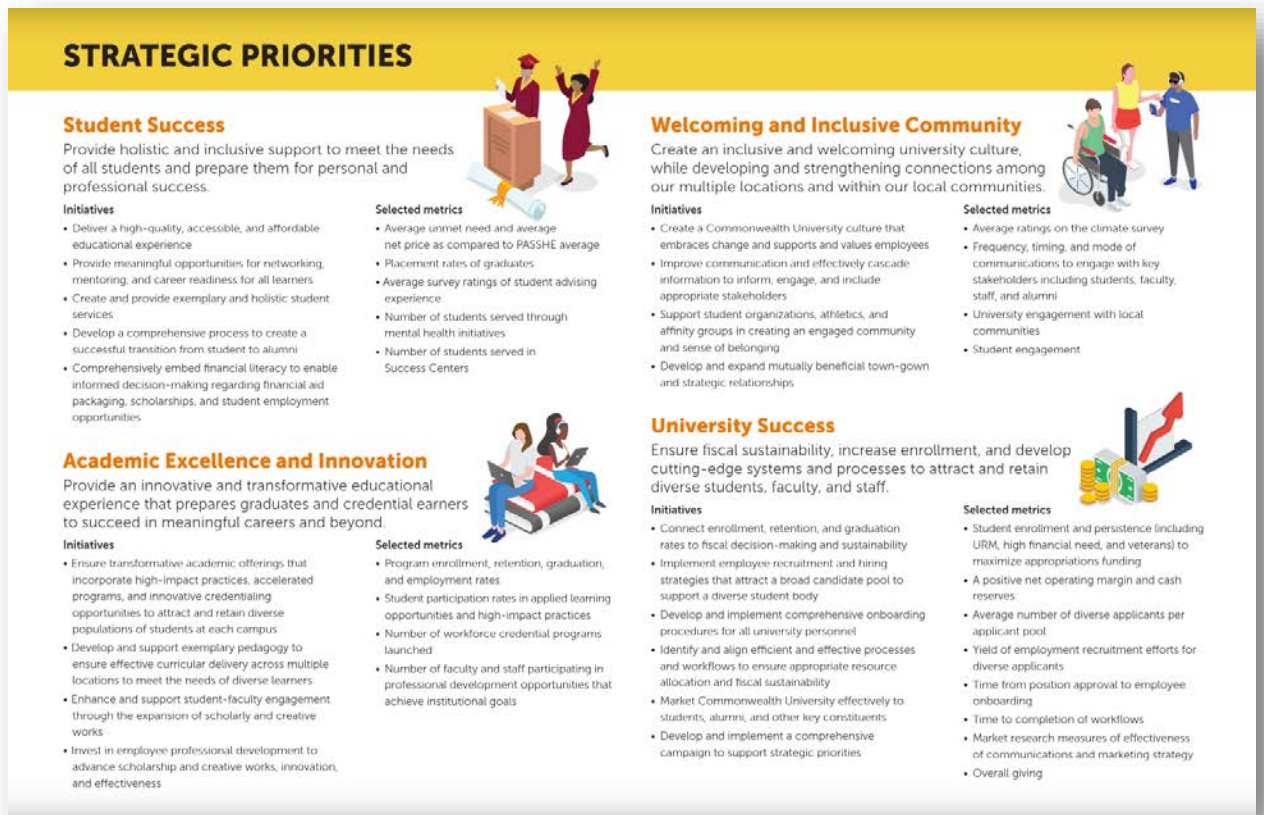 STRATEGIC PRIORITIES
Student Success
Provide holistic and inclusive support to meet the needs
of all students and prepare them for personal and
professional success.
Initiatives
• Deliver a high-quality, accessible, and affordable
educational experience
• Provide meaningful opportunities for networking,
mentoring, and career readiness for all learners
• Create and provide exemplary and holistic student
services
• Develop a comprehensive process to create a
successful transition from student to alumni
• Comprehensively embed financial literacy to enable
informed decision-making regarding financial aid
packaging, scholarships, and student employment
opportunities
Selected metrics
• Average unmet need and average
net price as compared to PASSHE average
• Placement rates of graduates
• Average survey ratings of student advising
experience
• Number of students served through
mental health initiatives
• Number of students served in
Success Centers
Academic Excellence and Innovation
Provide an innovative and transformative educational
experience that prepares graduates and credential earners
to succeed in meaningful careers and beyond.
Initiatives
• Ensure transformative academic offerings that
incorporate high-impact practices, accelerated
programs, and innovative credentialing
opportunities to attract and retain diverse
populations of students at each campus
• Develop and support exemplary pedagogy to
ensure effective curricular delivery across multiple
locations to meet the needs of diverse learners
• Enhance and support student-faculty engagement
through the expansion of scholarly and creative
works
• Invest in employee professional development to
advance scholarship and creative works, innovation,
and effectiveness
Selected metrics
• Program enrollment, retention, graduation,
and employment rates
• Student participation rates in applied learning
opportunities and high-impact practices
• Number of workforce credential programs
launched
• Number of faculty and staff participating in
professional development opportunities that
achieve institutional goals
Welcoming and Inclusive Community
Create an inclusive and welcoming university culture,
while developing and strengthening connections among
our multiple locations and within our local communities.
Initiatives
• Create a Commonwealth University culture that
embraces change and supports and values employees
• Improve communication and effectively cascade
information to inform, engage, and include
appropriate stakeholders
• Support student organizations, athletics, and
affinity groups in creating an engaged community
and sense of belonging
• Develop and expand mutually beneficial town-gown
and strategic relationships
Selected metrics
• Average ratings on the climate survey
• Frequency, timing, and mode of
communications to engage with key
stakeholders including students, faculty,
staff, and alumni
• University engagement with local
communities
• Student engagement
University Success
Ensure fiscal sustainability, increase enrollment, and develop
cutting-edge systems and processes to attract and retain
diverse students, faculty, and staff.
Initiatives
• Connect enrollment, retention, and graduation
rates to fiscal decision-making and sustainability
• Implement employee recruitment and hiring
strategies that attract a broad candidate pool to
support a diverse student body
• Develop and implement comprehensive onboarding
procedures for all university personnel
• Identify and align efficient and effective processes
and workflows to ensure appropriate resource
allocation and fiscal sustainability
• Market Commonwealth University effectively to
students, alumni, and other key constituents
• Develop and implement a comprehensive
campaign to support strategic priorities
Selected metrics
• Student enrollment and persistence (including
URM, high financial need, and veterans) to
maximize appropriations funding
• A positive net operating margin and cash
reserves
• Average number of diverse applicants per
applicant pool
• Yield of employment recruitment efforts for
diverse applicants
• Time from position approval to employee
onboarding
• Time to completion of workflows
• Market research measures of effectiveness
of communications and marketing strategy
• Overall giving